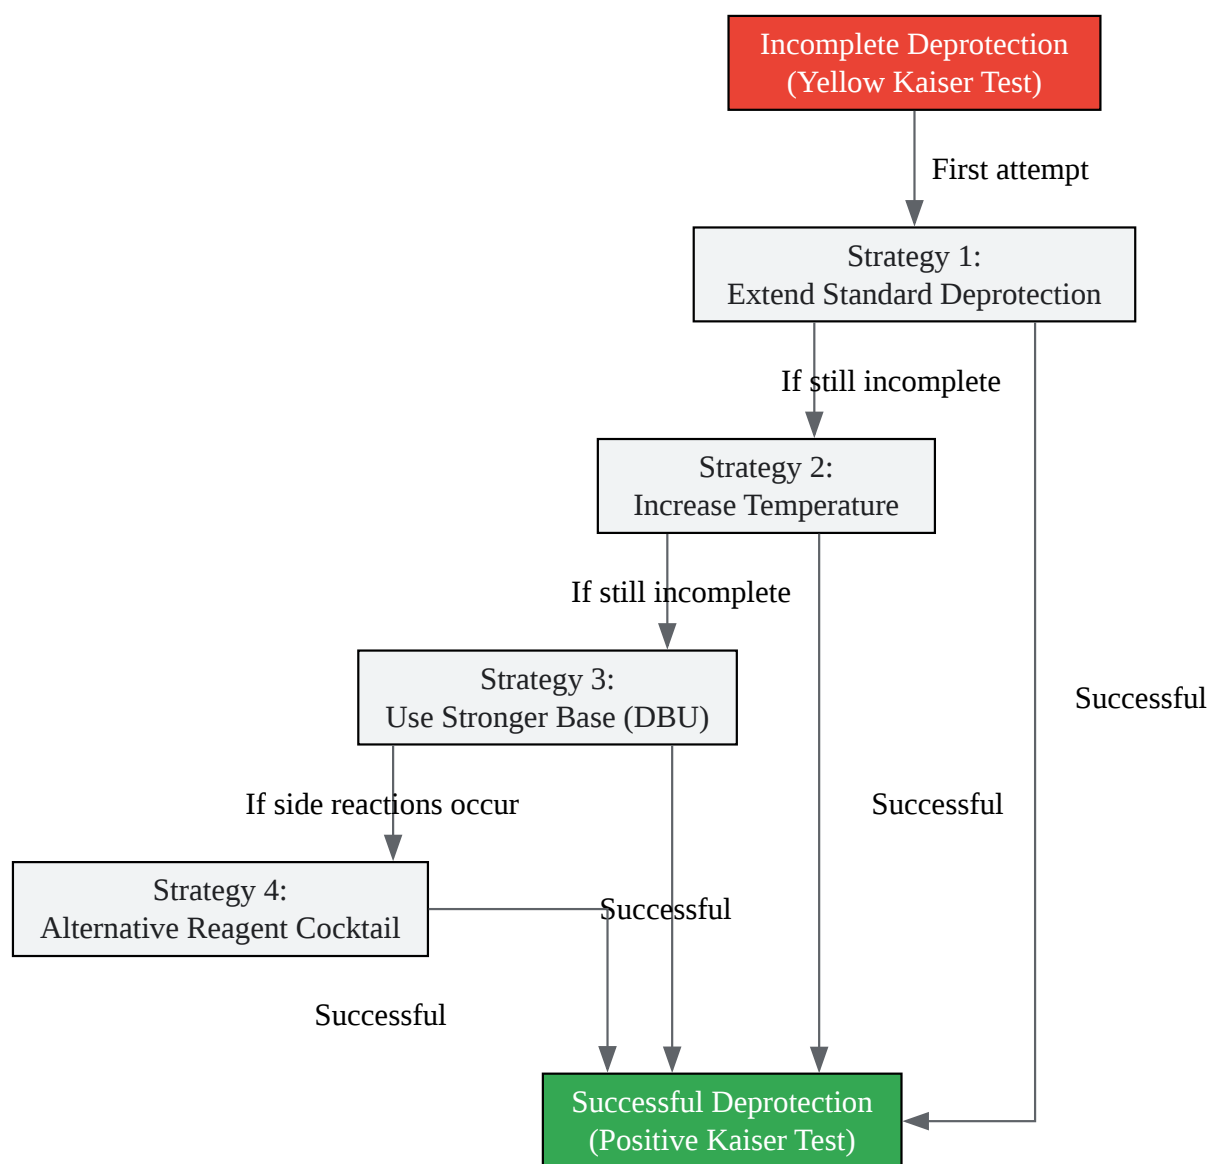 Incomplete Deprotection
(Yellow Kaiser Test)
First attempt
Strategy 1:
Extend Standard Deprotection
If still incomplete
Strategy 2:
Increase Temperature
If still incomplete
Strategy 3:
Use Stronger Base (DBU)
Successful
If side reactions occur
Successful
Strategy 4:
Alternative Reagent Cocktail
Successful
Successful
Successful Deprotection
(Positive Kaiser Test)